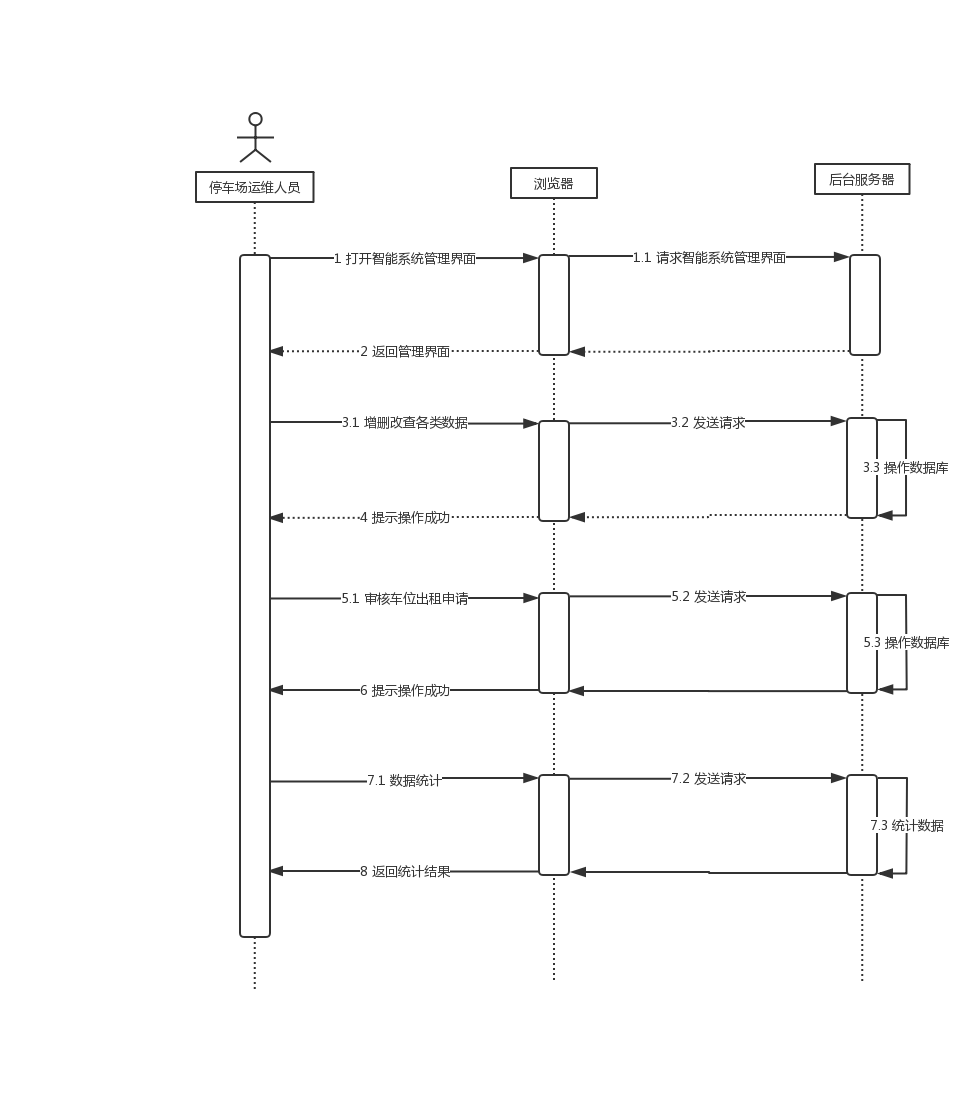 停车场运维人员
浏览器
后台服务器
1 打开智能系统管理界面
1.1 请求智能系统管理界面
2 返回管理界面
3.1 增删改查各类数据
3.2 发送请求
3.3 操作数据库
4 提示操作成功
5.1 审核车位出租申请
5.2 发送请求
5.3 操作数据库
6 提示操作成功
7.1 数据统计
7.2 发送请求
7.3 统计数据
8 返回统计结果